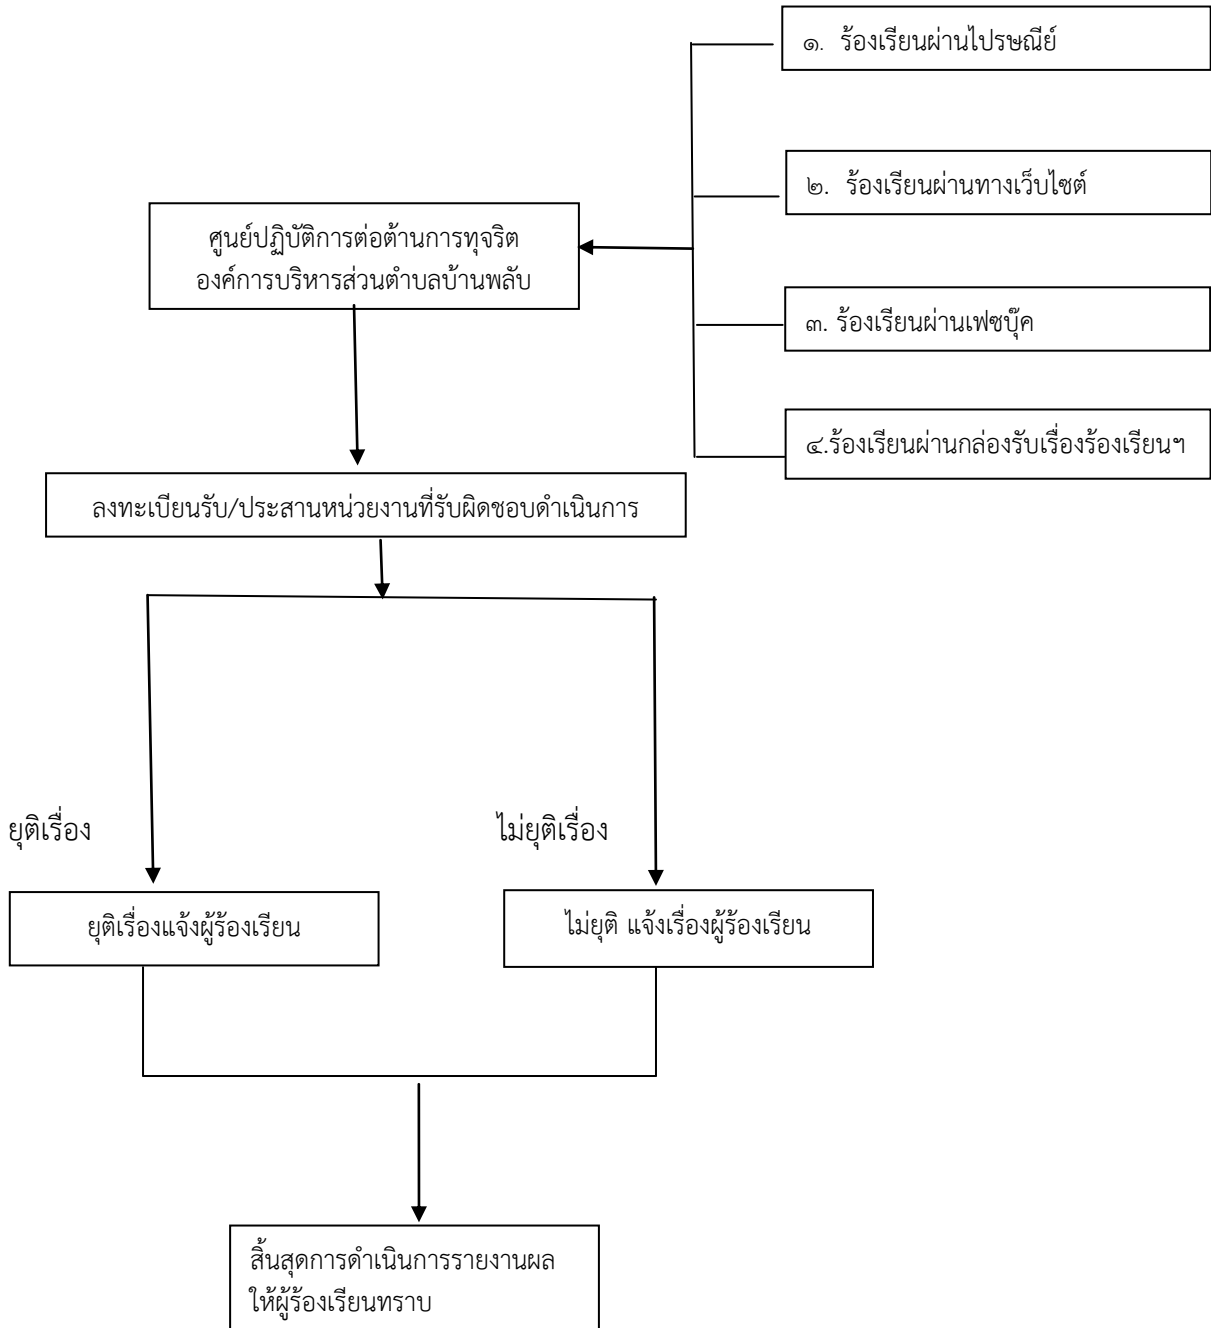 ๑. ร้องเรียนผ่านไปรษณีย์
๒. ร้องเรียนผ่านทางเว็บไซต์
ศูนย์ปฏิบัติการต่อต้านการทุจริต
องค์การบริหารส่วนตำบลบ้านพลับ
๓. ร้องเรียนผ่านเฟซบุ๊ค
๔.ร้องเรียนผ่านกล่องรับเรื่องร้องเรียนฯ
ลงทะเบียนรับ/ประสานหน่วยงานที่รับผิดชอบดำเนินการ
ยุติเรื่อง
ไม่ยุติเรื่อง
ยุติเรื่องแจ้งผู้ร้องเรียน
ไม่ยุติ แจ้งเรื่องผู้ร้องเรียน
สิ้นสุดการดำเนินการรายงานผล
ให้ผู้ร้องเรียนทราบ